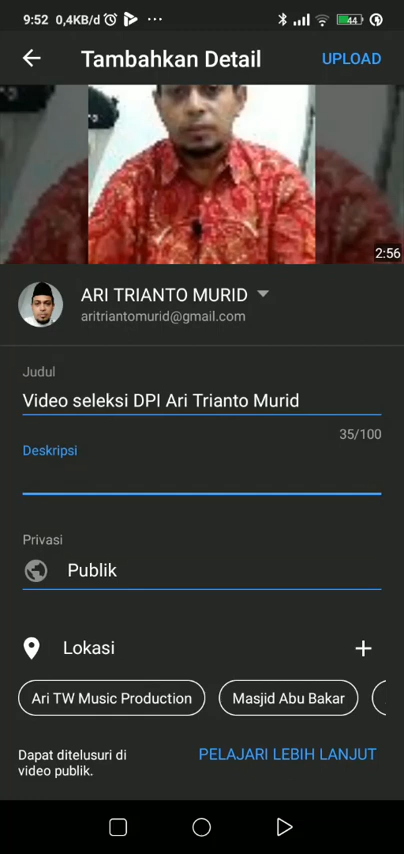 9:52 0,4KB/d ...
44
Tambahkan Detail
UPLOAD
2:56
ARI TRIANTO MURID
aritriantomurid@gmail.com
Judul
Video seleksi DPI Ari Trianto Murid
35/100
Deskripsi
Privasi
Publik
Lokasi
+
Ari TW Music Production
Masjid Abu Bakar
Dapat ditelusuri di
video publik.
PELAJARI LEBIH LANJUT